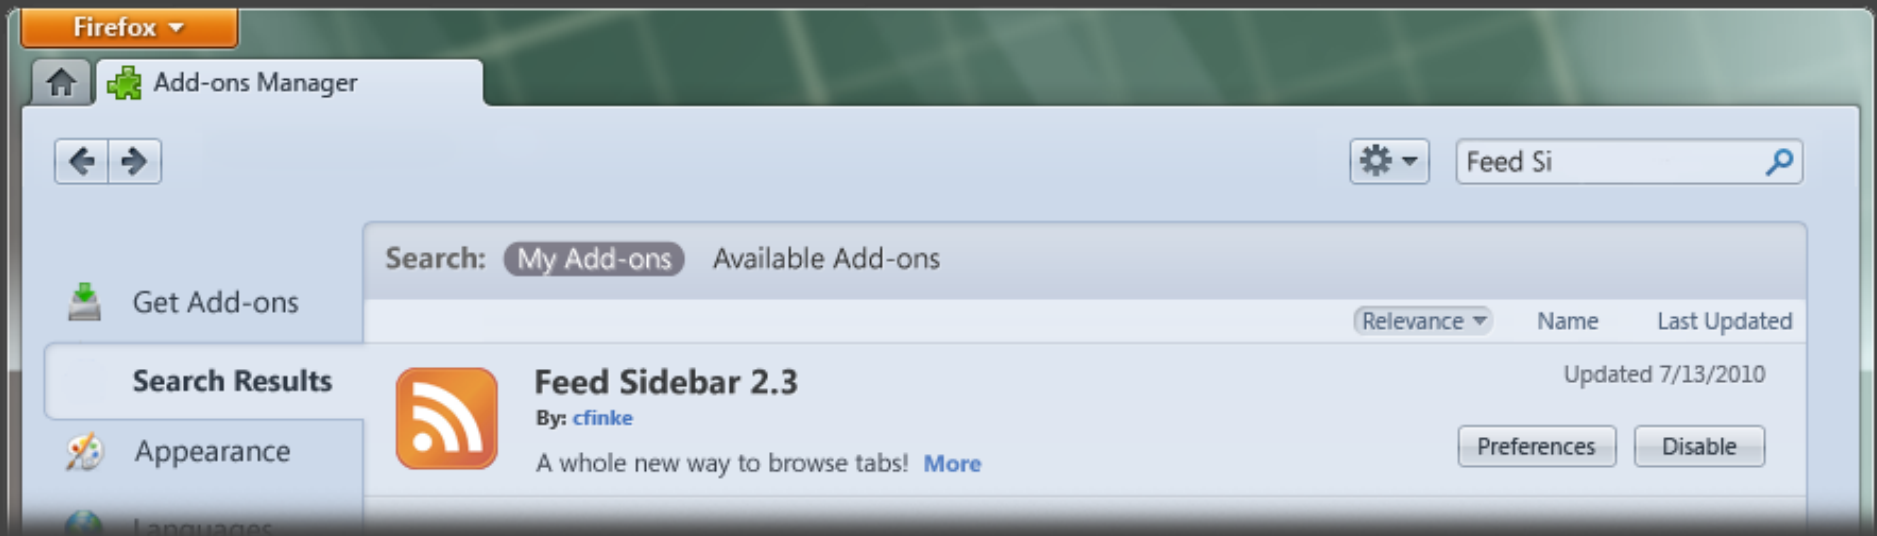 Firefox
Add-ons Manager
Feed Si
Search: My Add-ons Available Add-ons
Get Add-ons
Relevance Name Last Updated
Search Results
Feed Sidebar 2.3
Updated 7/13/2010
By: cfinke
Appearance
A whole new way to browse tabs! More
Preferences Disable
Languages